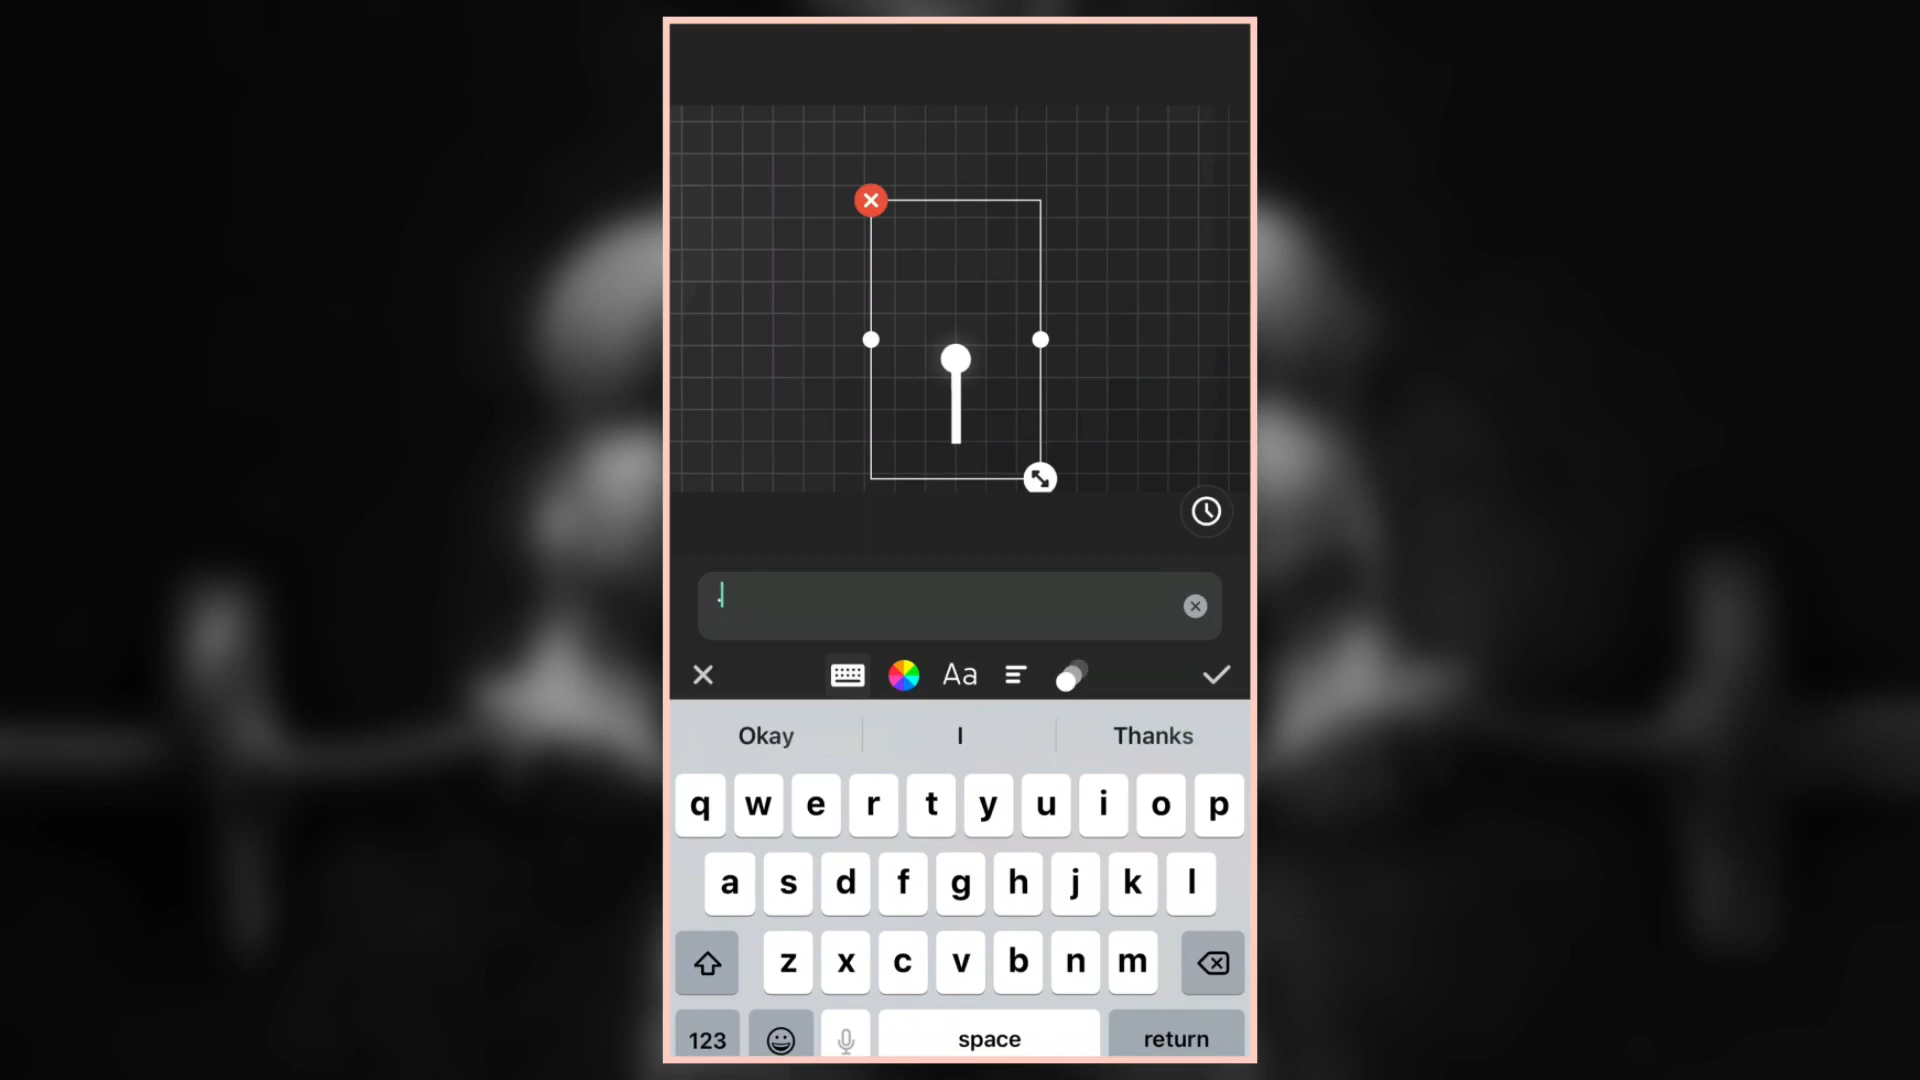 .
Aa
Okay I Thanks
q w e r t y u i o p
a s d f g h j k l
z x c v b n m
123 space return